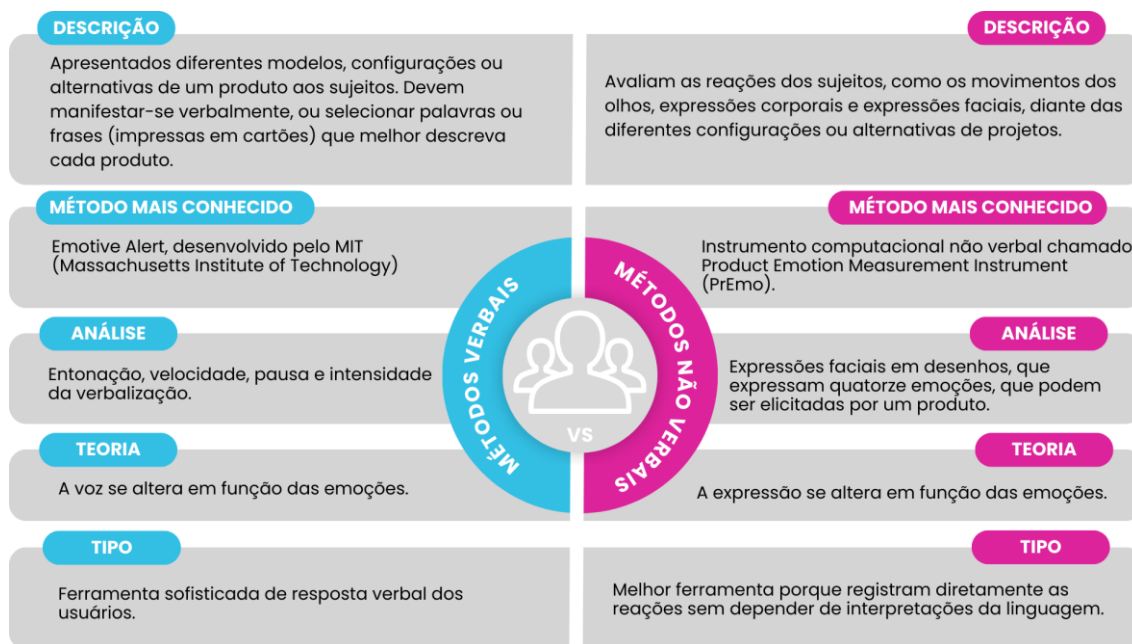 DESCRIÇÃO
Apresentados diferentes modelos, configurações ou
alternativas de um produto aos sujeitos. Devem
manifestar-se verbalmente, ou selecionar palavras ou
frases (impressas em cartões) que melhor descreva
cada produto.
MÉTODO MAIS CONHECIDO
Emotive Alert, desenvolvido pelo MIT
(Massachusetts Institute of Technology)
ANÁLISE
Entonação, velocidade, pausa e intensidade
da verbalização.
TEORIA
A voz se altera em função das emoções.
TIPO
Ferramenta sofisticada de resposta verbal dos
usuários.
MÉTODOS VERBAIS
VS
MÉTODOS NÃO VERBAIS
DESCRIÇÃO
Avaliam as reações dos sujeitos, como os movimentos dos
olhos, expressões corporais e expressões faciais, diante das
diferentes configurações ou alternativas de projetos.
MÉTODO MAIS CONHECIDO
Instrumento computacional não verbal chamado
Product Emotion Measurement Instrument
(PrEmo).
ANÁLISE
Expressões faciais em desenhos, que
expressam quatorze emoções, que podem
ser elicitadas por um produto.
TEORIA
A expressão se altera em função das emoções.
TIPO
Melhor ferramenta porque registram diretamente as
reações sem depender de interpretações da linguagem.